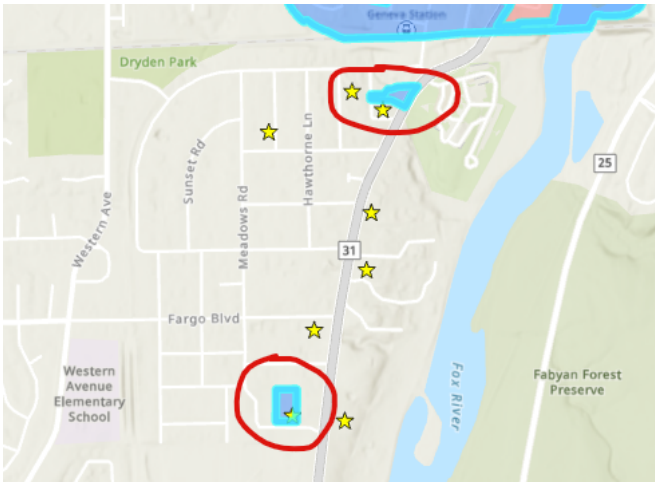 Geneva Station
Dryden Park
Sunset Rd
Hawthorne Ln
Meadows Rd
Western Ave
25
31
Fargo Blvd
Western
Avenue
Elementary
School
Fox River
Fabyan Forest
Preserve